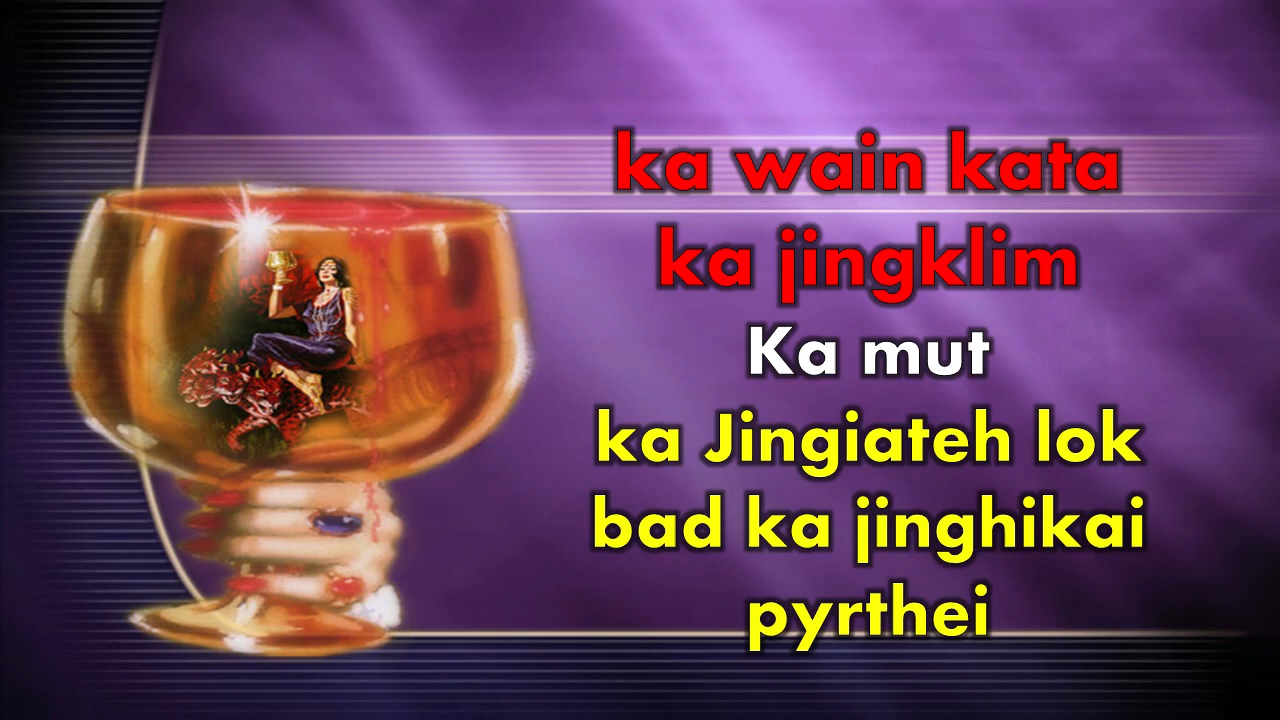 ka wain kata
ka jingklim
Ka mut
ka Jingiateh lok
bad ka jinghikai
pyrthei